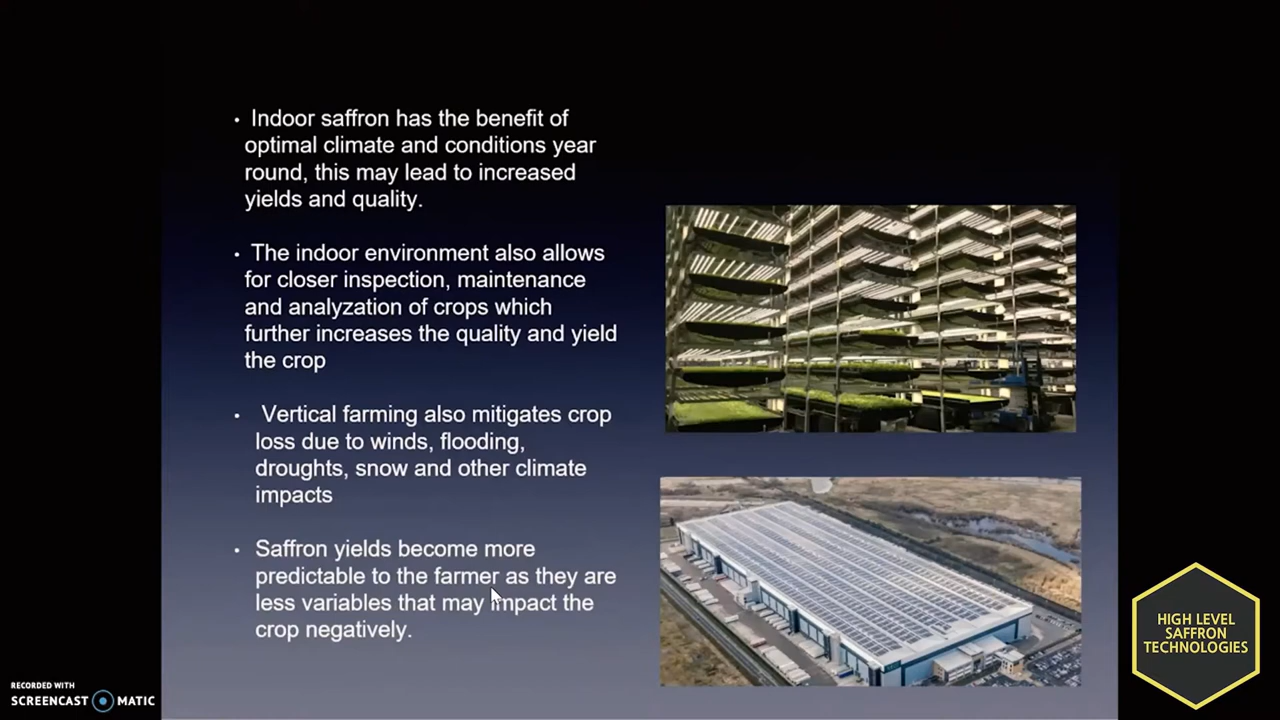 • Indoor saffron has the benefit of
optimal climate and conditions year
round, this may lead to increased
yields and quality.
• The indoor environment also allows
for closer inspection, maintenance
and analyzation of crops which
further increases the quality and yield
the crop
• Vertical farming also mitigates crop
loss due to winds, flooding,
droughts, snow and other climate
impacts
• Saffron yields become more
predictable to the farmer as they are
less variables that may impact the
crop negatively.
HIGH LEVEL
SAFFRON
TECHNOLOGIES
RECORDED WITH
SCREENCAST MATIC